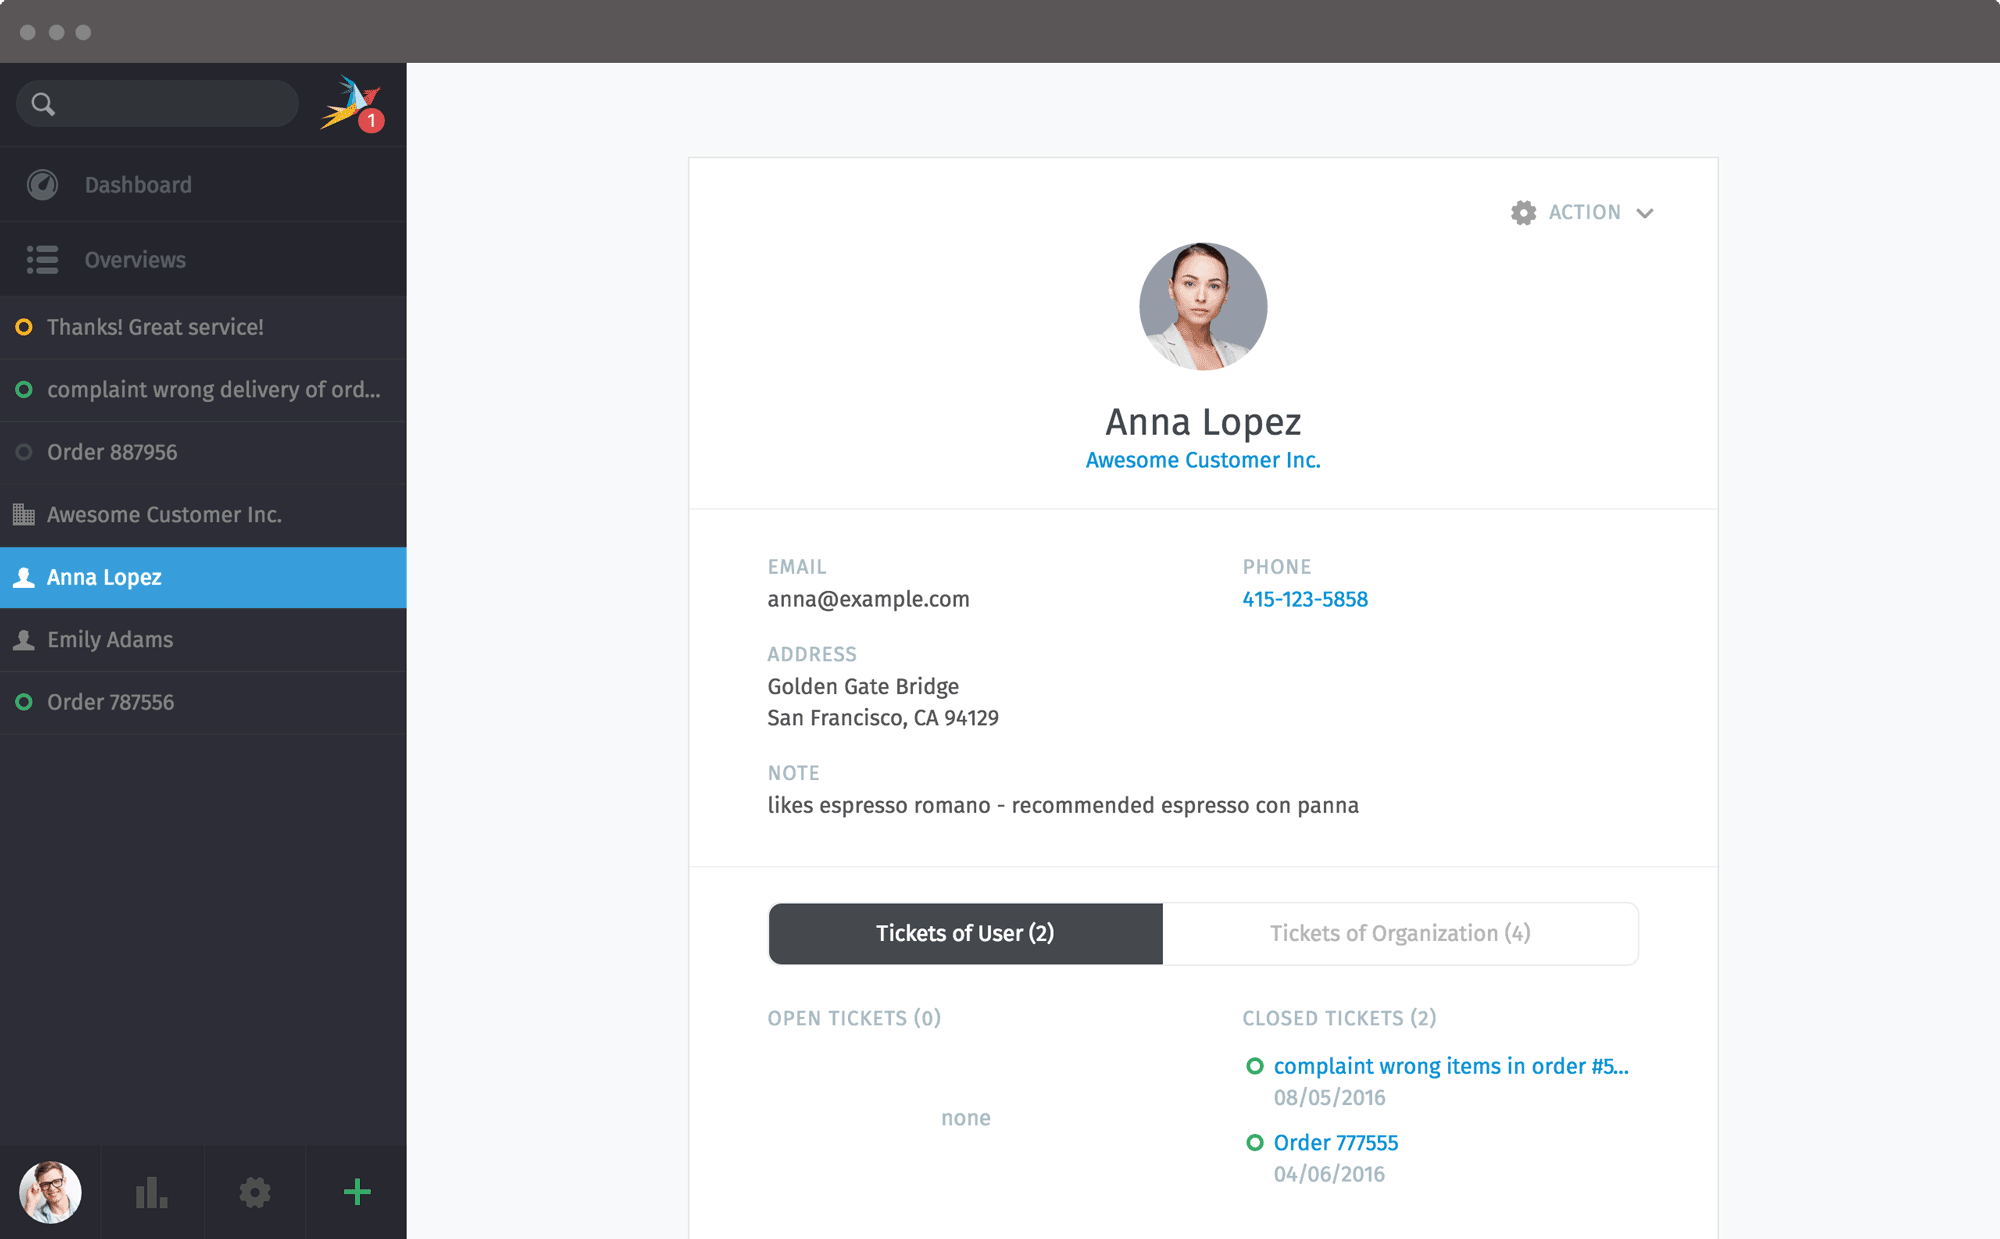 1
Dashboard
Overviews
Thanks! Great service!
complaint wrong delivery of ord...
Order 887956
Awesome Customer Inc.
Anna Lopez
Emily Adams
Order 787556
ACTION
Anna Lopez
Awesome Customer Inc.
EMAIL
anna@example.com
PHONE
415-123-5858
ADDRESS
Golden Gate Bridge
San Francisco, CA 94129
NOTE
likes espresso romano - recommended espresso con panna
Tickets of User (2)
Tickets of Organization (4)
OPEN TICKETS (0)
none
CLOSED TICKETS (2)
complaint wrong items in order #5...
08/05/2016
Order 777555
04/06/2016